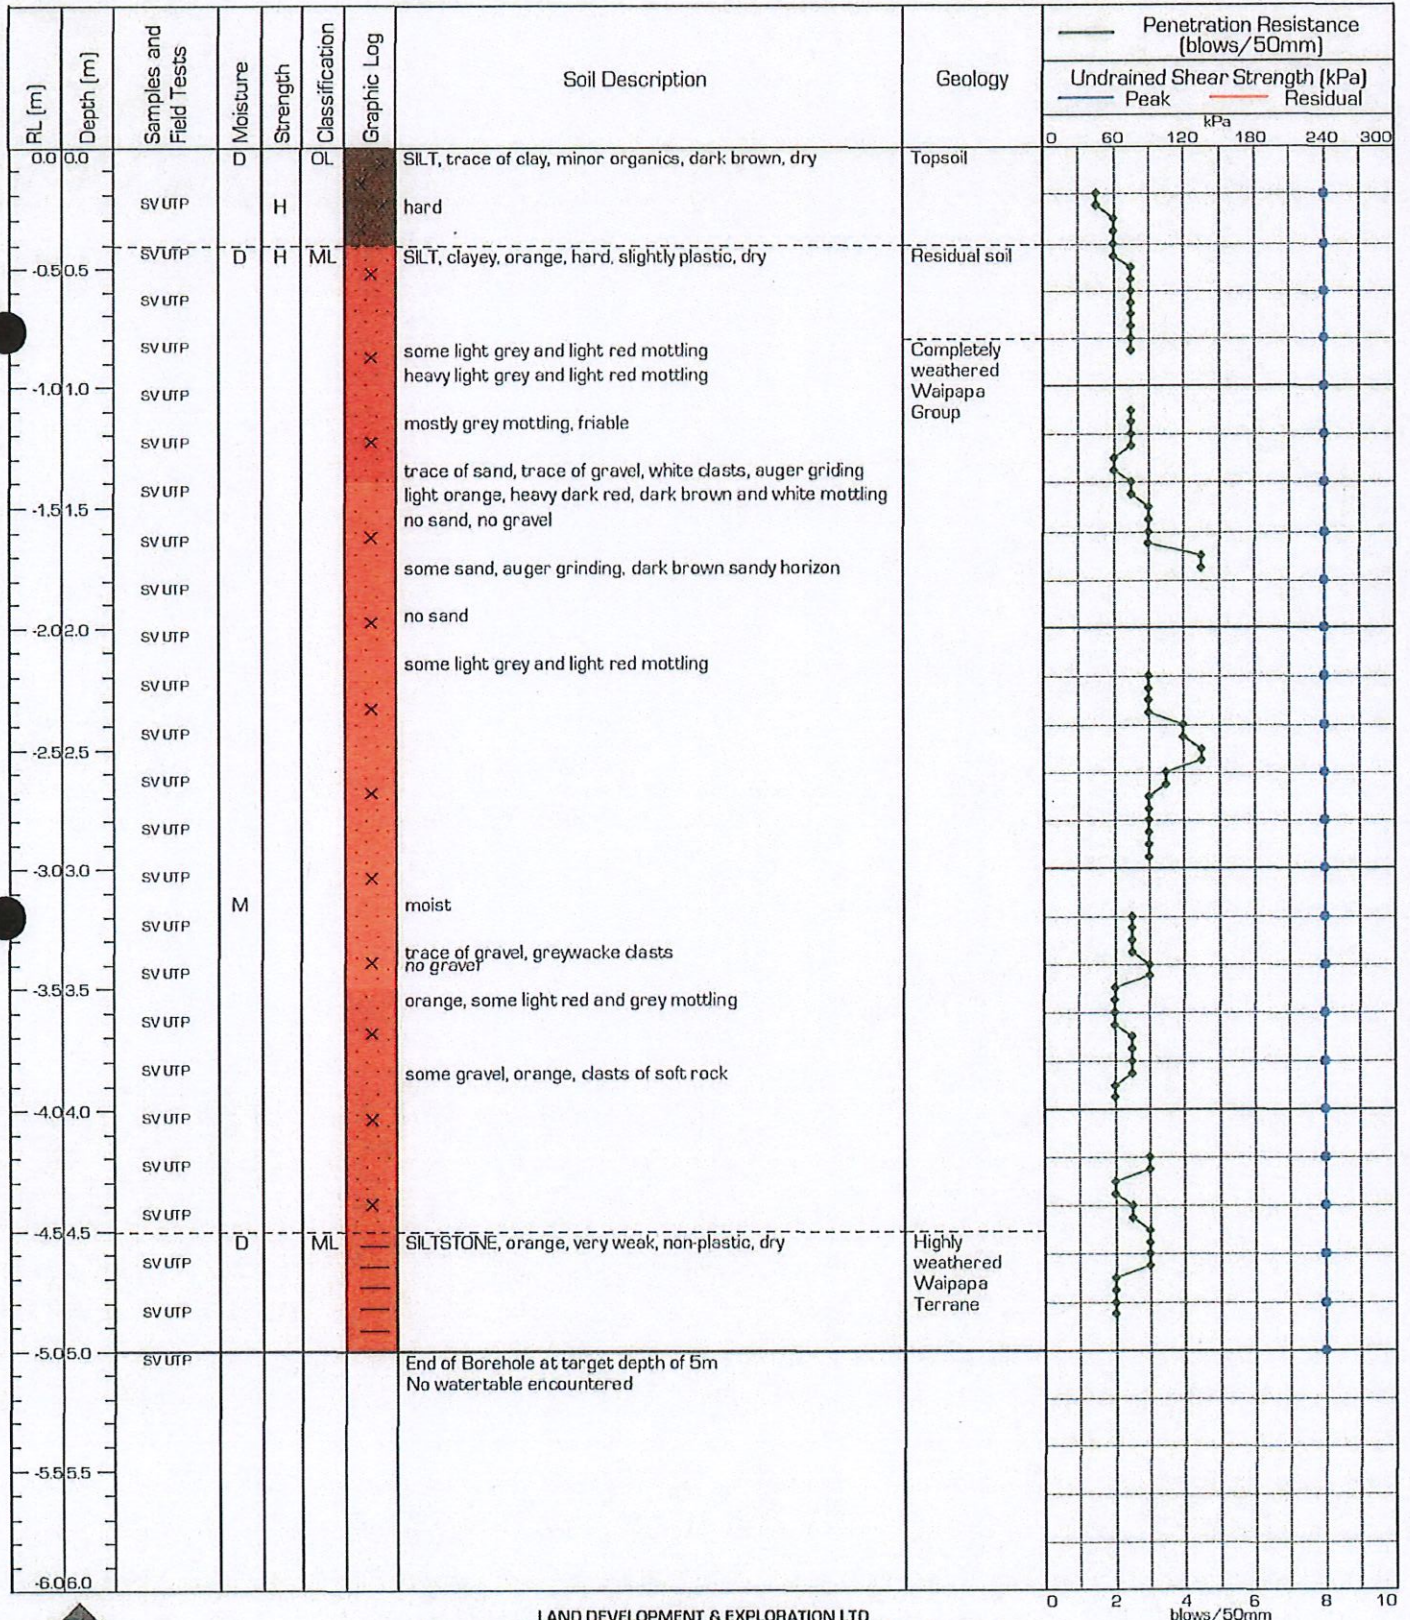 RL [m]
Depth [m]
Samples and
Field Tests
Moisture
Strength
Classification
Graphic Log
Soil Description
Geology
Penetration Resistance
(blows/50mm)
Undrained Shear Strength (kPa)
Peak Residual
kPa
0 60 120 180 240 300
0.0 0.0 D OL SILT, trace of clay, minor organics, dark brown, dry Topsoil
SV UTP H hard
SV UTP D H ML SILT, clayey, orange, hard, slightly plastic, dry Residual soil
-0.5 0.5
SV UTP
SV UTP some light grey and light red mottling Completely
heavy light grey and light red mottling weathered
-1.0 1.0 SV UTP Waipapa
mostly grey mottling, friable Group
SV UTP
trace of sand, trace of gravel, white clasts, auger griding
SV UTP light orange, heavy dark red, dark brown and white mottling
-1.5 1.5 no sand, no gravel
SV UTP
some sand, auger grinding, dark brown sandy horizon
SV UTP
no sand
-2.0 2.0 SV UTP
some light grey and light red mottling
SV UTP
SV UTP
-2.5 2.5
SV UTP
SV UTP
-3.0 3.0 SV UTP
M moist
SV UTP
trace of gravel, greywacke clasts
no gravel
SV UTP
-3.5 3.5 orange, some light red and grey mottling
SV UTP
SV UTP some gravel, orange, clasts of soft rock
-4.0 4.0 SV UTP
SV UTP
SV UTP
-4.5 4.5 D ML SILTSTONE, orange, very weak, non-plastic, dry Highly
SV UTP weathered
Waipapa
SV UTP Terrane
-5.0 5.0 SV UTP End of Borehole at target depth of 5m
No watertable encountered
-5.5 5.5
-6.0 6.0
0 2 4 6 8 10
blows/50mm
LAND DEVELOPMENT & EXPLORATION LTD